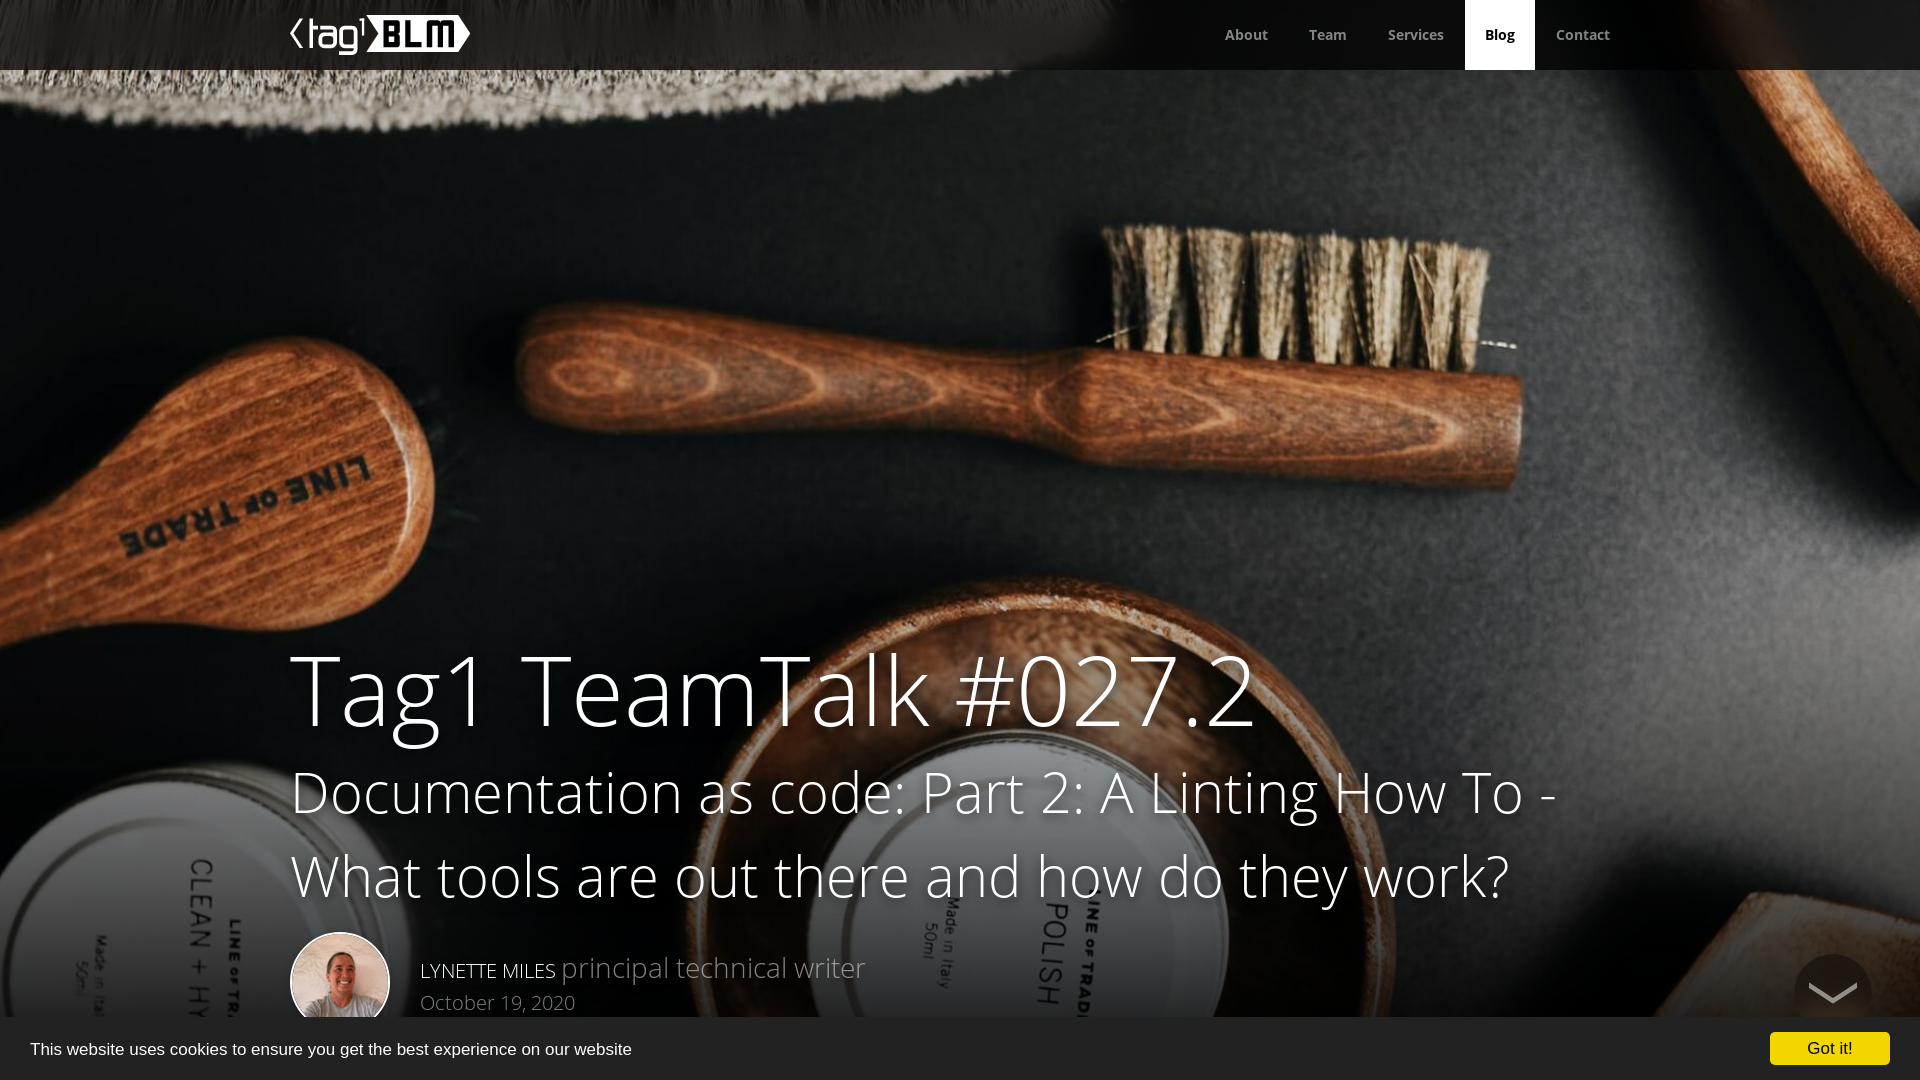 <tag1 BLM
About
Team
Services
Blog
Contact
LINE OF TRADE
Tag1 TeamTalk #027.2
Documentation as code: Part 2: A Linting How To -
What tools are out there and how do they work?
CLEAN + HY
LINE OF TRA
Made in Ital
50ml
Made in Italy
50ml
POLISH
LINE OF TRADE
LYNETTE MILES principal technical writer
October 19, 2020
This website uses cookies to ensure you get the best experience on our website
Got it!